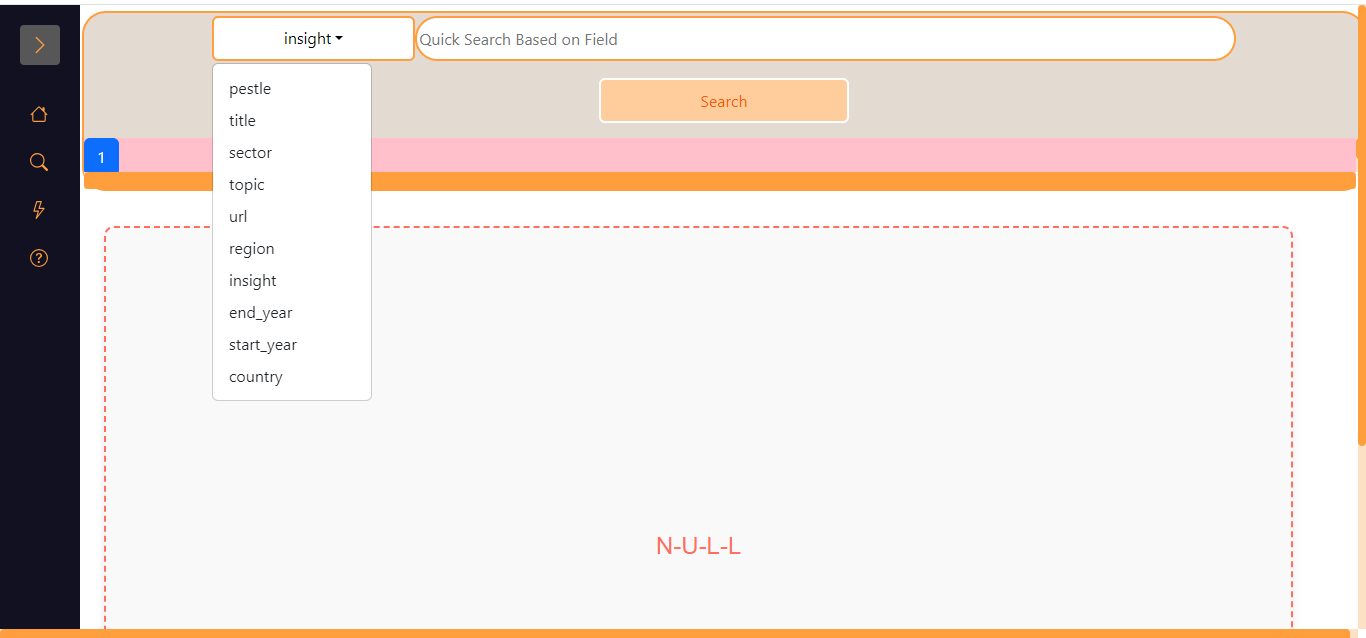 insight
Quick Search Based on Field
pestle
title
sector
topic
url
region
insight
end_year
start_year
country
Search
1
N-U-L-L